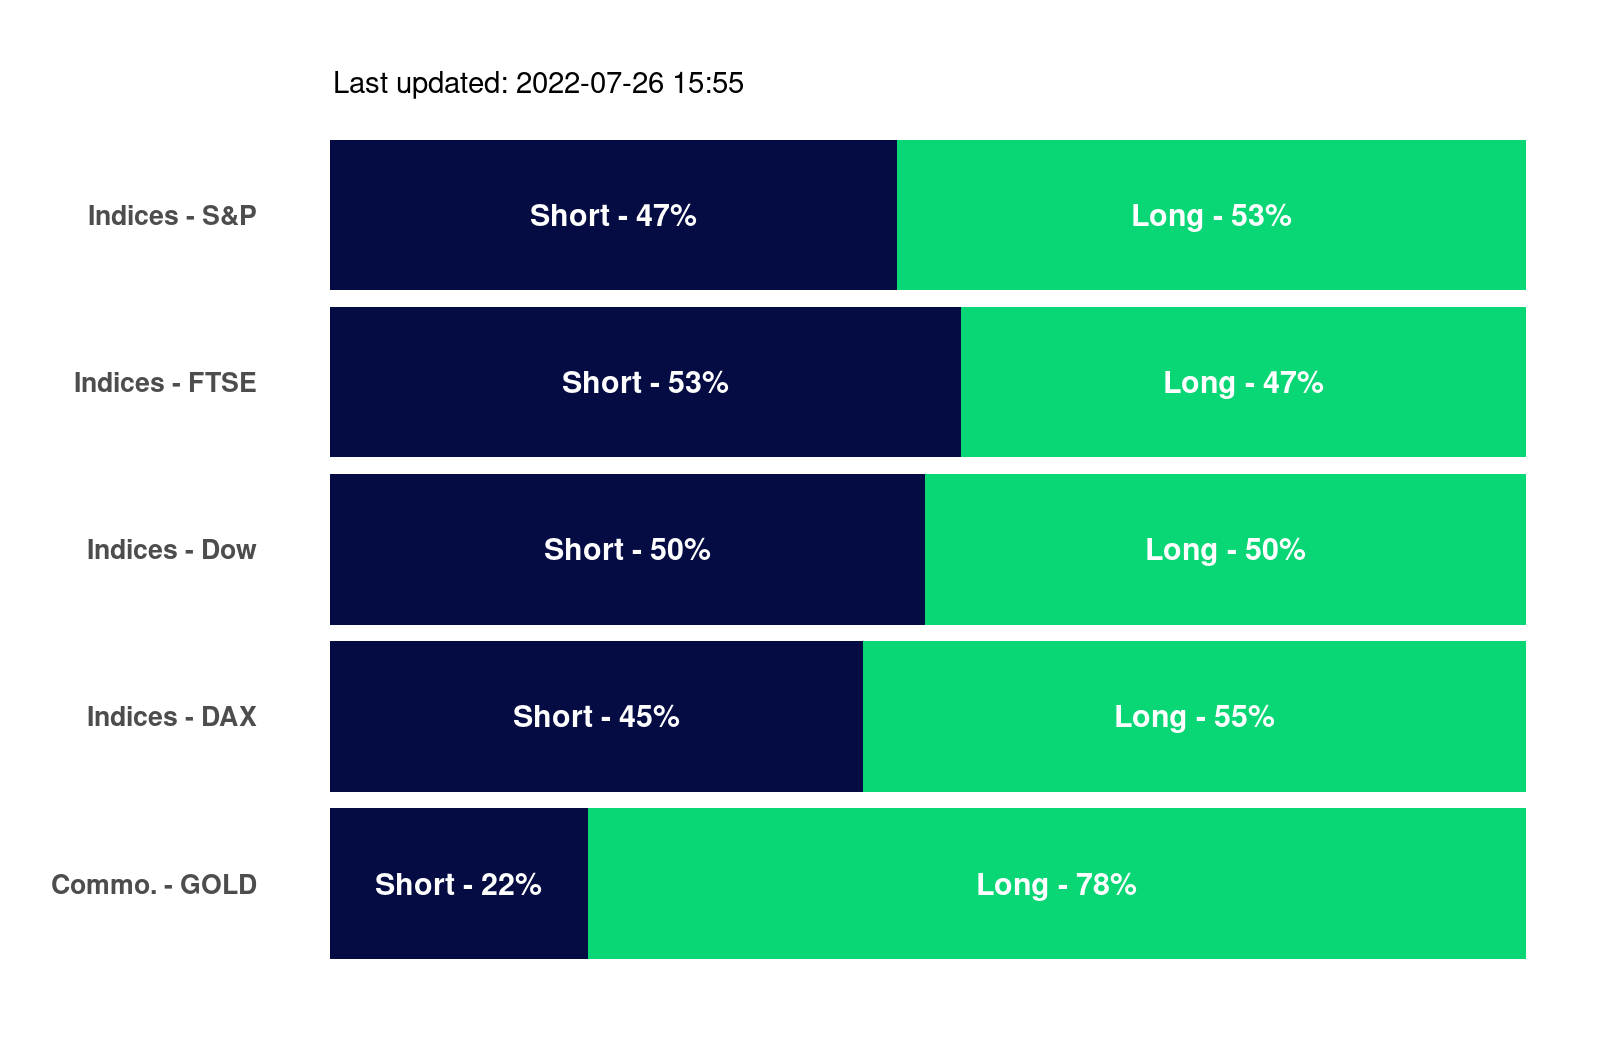 Last updated: 2022-07-26 15:55
Indices - S&P Short - 47% Long - 53%
Indices - FTSE Short - 53% Long - 47%
Indices - Dow Short - 50% Long - 50%
Indices - DAX Short - 45% Long - 55%
Commo. - GOLD Short - 22% Long - 78%